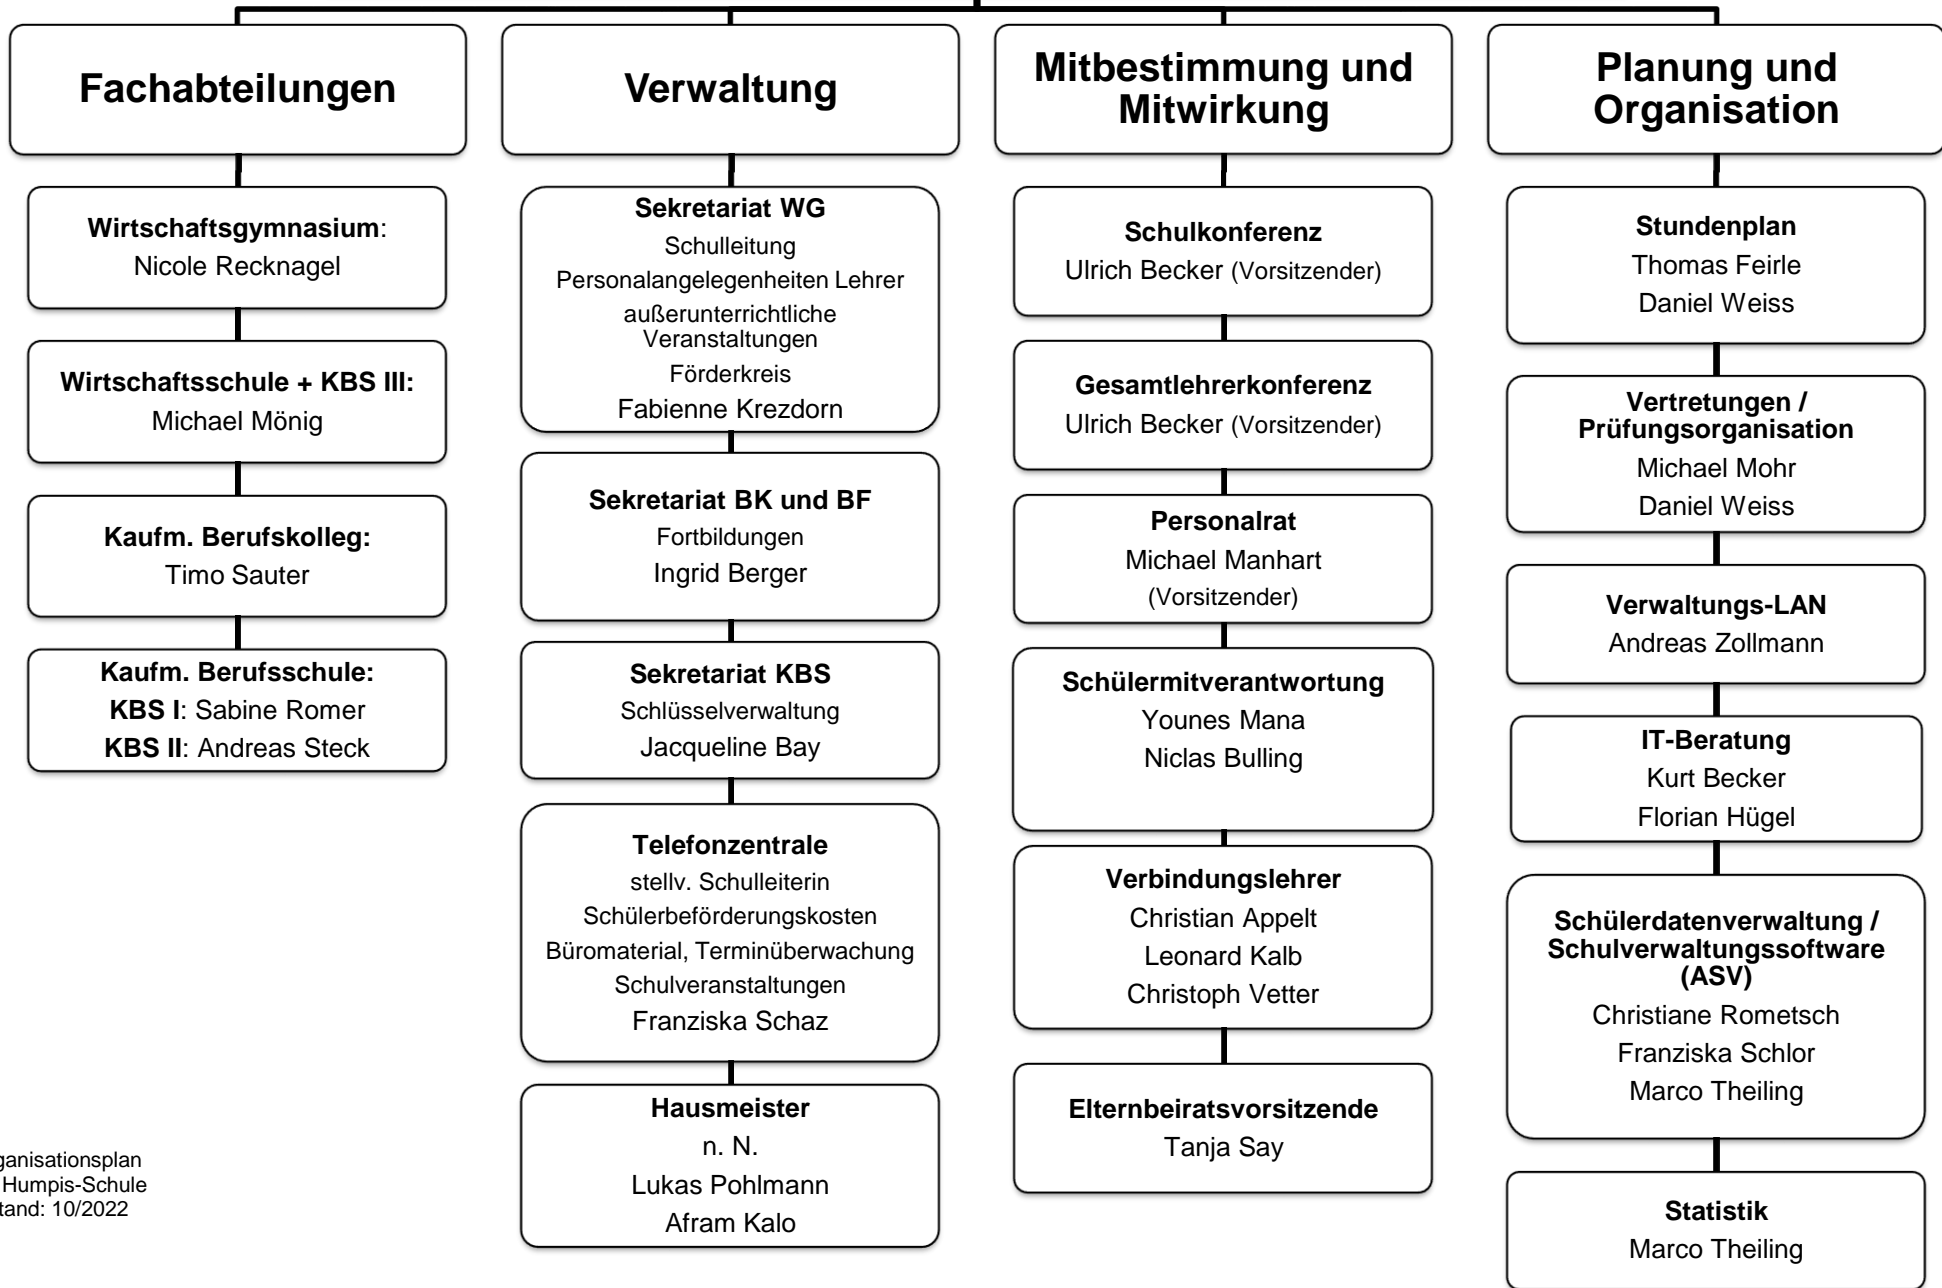 Fachabteilungen
Wirtschaftsgymnasium:
Nicole Recknagel
Wirtschaftsschule + KBS III:
Michael Mönig
Kaufm. Berufskolleg:
Timo Sauter
Kaufm. Berufsschule:
KBS I: Sabine Romer
KBS II: Andreas Steck
Verwaltung
Sekretariat WG
Schulleitung
Personalangelegenheiten Lehrer
außerunterrichtliche
Veranstaltungen
Förderkreis
Fabienne Krezdorn
Sekretariat BK und BF
Fortbildungen
Ingrid Berger
Sekretariat KBS
Schlüsselverwaltung
Jacqueline Bay
Telefonzentrale
stellv. Schulleiterin
Schülerbeförderungskosten
Büromaterial, Terminüberwachung
Schulveranstaltungen
Franziska Schaz
Hausmeister
n. N.
Lukas Pohlmann
Afram Kalo
Mitbestimmung und
Mitwirkung
Schulkonferenz
Ulrich Becker (Vorsitzender)
Gesamtlehrerkonferenz
Ulrich Becker (Vorsitzender)
Personalrat
Michael Manhart
(Vorsitzender)
Schülermitverantwortung
Younes Mana
Niclas Bulling
Verbindungslehrer
Christian Appelt
Leonard Kalb
Christoph Vetter
Elternbeiratsvorsitzende
Tanja Say
Planung und
Organisation
Stundenplan
Thomas Feirle
Daniel Weiss
Vertretungen /
Prüfungsorganisation
Michael Mohr
Daniel Weiss
Verwaltungs-LAN
Andreas Zollmann
IT-Beratung
Kurt Becker
Florian Hügel
Schülerdatenverwaltung /
Schulverwaltungssoftware
(ASV)
Christiane Rometsch
Franziska Schlor
Marco Theiling
Statistik
Marco Theiling
ganisationsplan
Humpis-Schule
tand: 10/2022